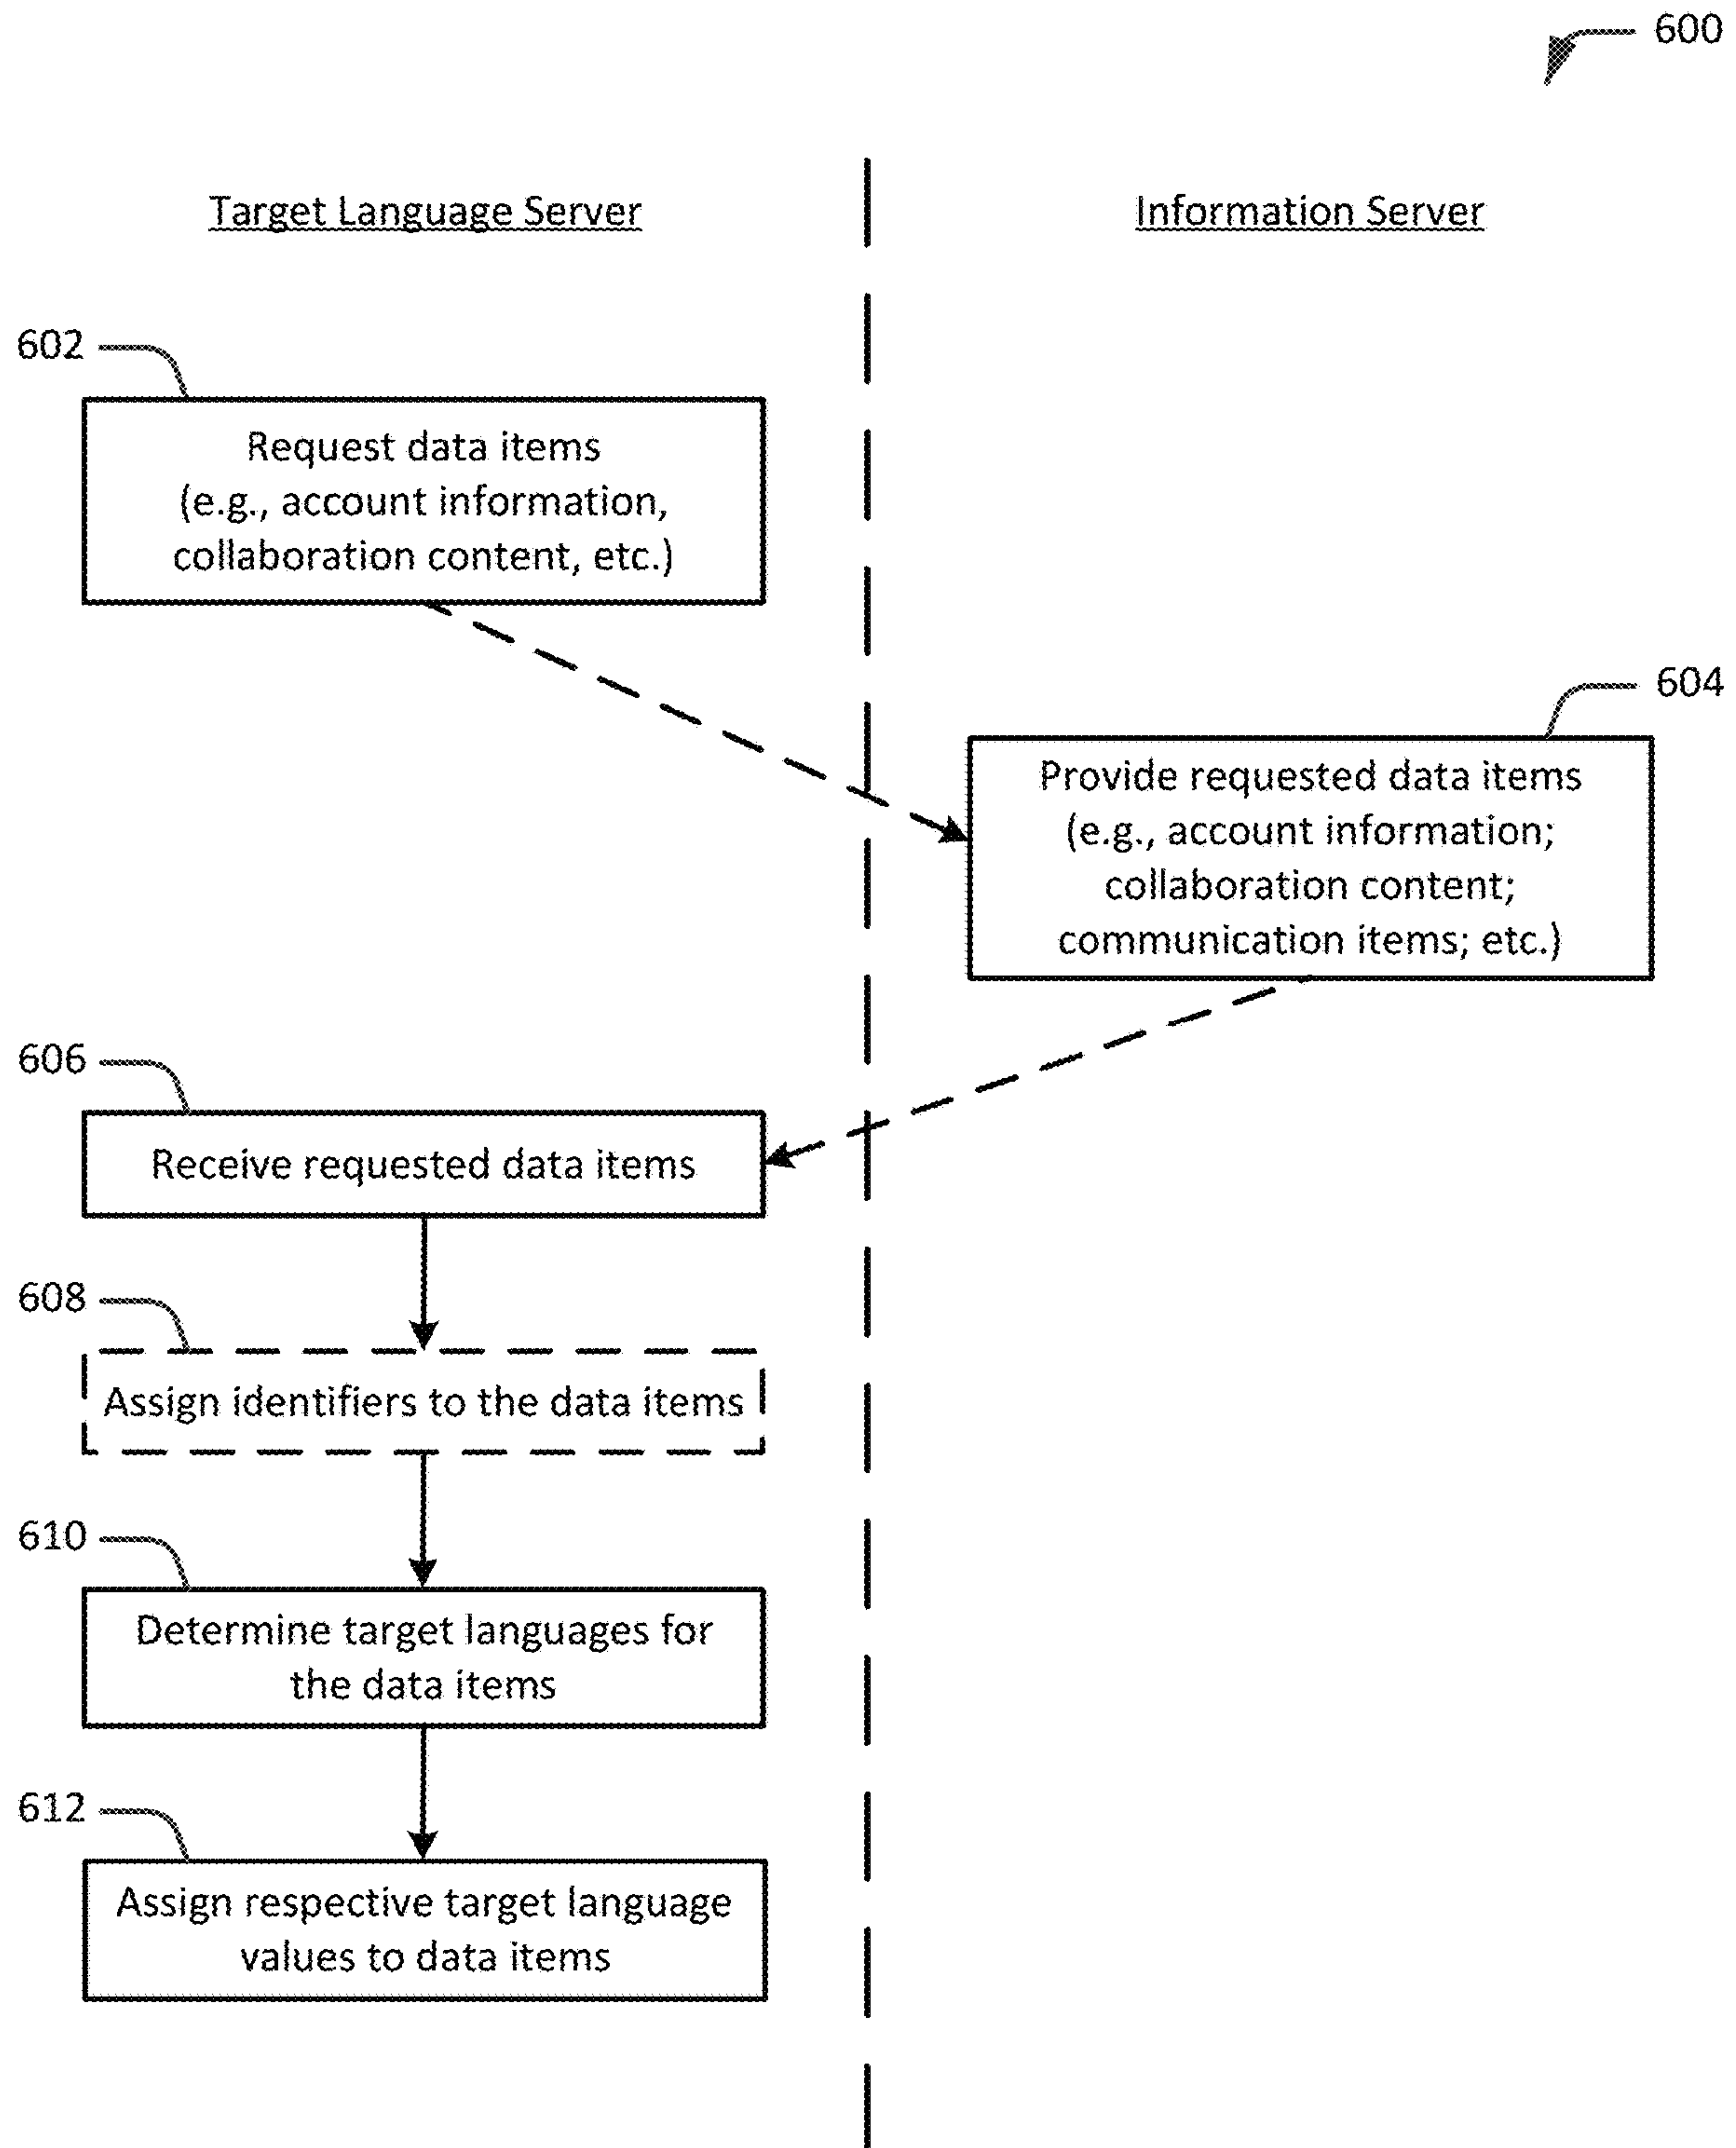 600
Target Language Server
Information Server
602
Request data items
(e.g., account information,
collaboration content, etc.)
604
Provide requested data items
(e.g., account information;
collaboration content;
communication items; etc.)
606
Receive requested data items
608
Assign identifiers to the data items
610
Determine target languages for
the data items
612
Assign respective target language
values to data items